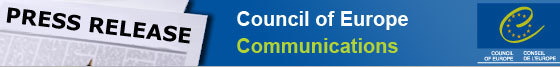 PRESS RELEASE
Council of Europe
Communications
COUNCIL CONSEIL
OF EUROPE DE L'EUROPE